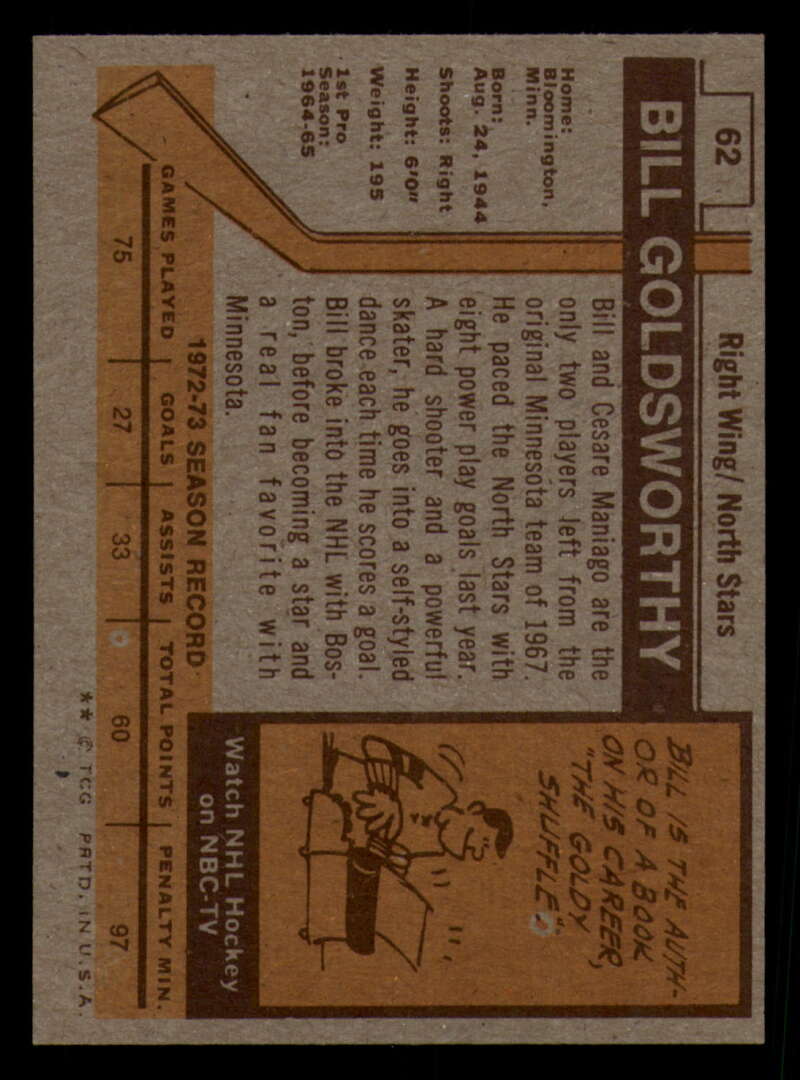 62
Right Wing/ North Stars
BILL GOLDSWORTHY
Home:
Bloomington,
Minn.
Born:
Aug. 24, 1944
Shoots: Right
Height: 6'0"
Weight: 195
1st Pro
Season:
1964-65
Bill and Cesare Maniago are the
only two players left from the
original Minnesota team of 1967.
He paced the North Stars with
eight power play goals last year.
A hard shooter and a powerful
skater, he goes into a self-styled
dance each time he scores a goal.
Bill broke into the NHL with Bos-
ton, before becoming a star and
a real fan favorite with
Minnesota.
BILL IS THE AUTH-
OR OF A BOOK
ON HIS CAREER,
"THE GOLDY
SHUFFLE".
Watch NHL Hockey
on NBC-TV
1972-73 SEASON RECORD
GAMES PLAYED GOALS ASSISTS TOTAL POINTS PENALTY MIN.
75 27 33 60 97
** © TCG PRTD. IN U.S.A.